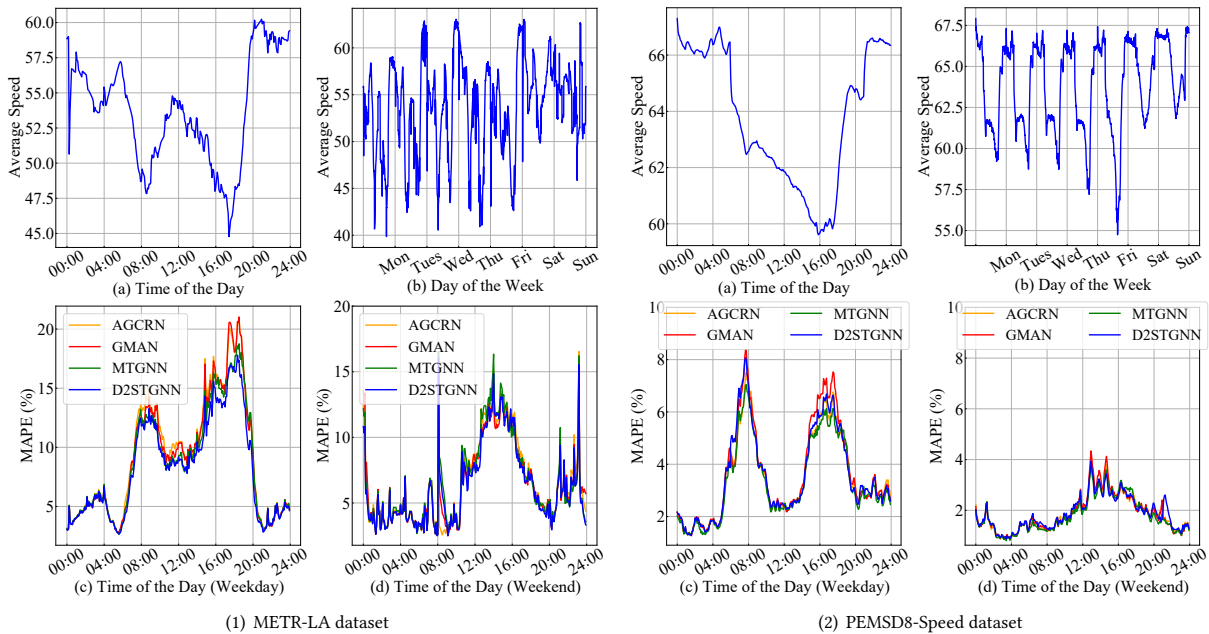 60.0
57.5
55.0
52.5
50.0
47.5
45.0
Average Speed
00:00
04:00
08:00
12:00
16:00
20:00
24:00
(a) Time of the Day
60
55
50
45
40
Average Speed
Mon
Tues
Wed
Thu
Fri
Sat
Sun
(b) Day of the Week
66
64
62
60
Average Speed
00:00
04:00
08:00
12:00
16:00
20:00
24:00
(a) Time of the Day
67.5
65.0
62.5
60.0
57.5
55.0
Average Speed
Mon
Tues
Wed
Thu
Fri
Sat
Sun
(b) Day of the Week
20
15
10
5
MAPE (%)
AGCRN
GMAN
MTGNN
D2STGNN
00:00
04:00
08:00
12:00
16:00
20:00
24:00
(c) Time of the Day (Weekday)
20
15
10
5
MAPE (%)
AGCRN
GMAN
MTGNN
D2STGNN
00:00
04:00
08:00
12:00
16:00
20:00
24:00
(d) Time of the Day (Weekend)
10
8
6
4
2
MAPE (%)
AGCRN
MTGNN
GMAN
D2STGNN
00:00
04:00
08:00
12:00
16:00
20:00
24:00
(c) Time of the Day (Weekday)
10
8
6
4
2
MAPE (%)
AGCRN
MTGNN
GMAN
D2STGNN
00:00
04:00
08:00
12:00
16:00
20:00
24:00
(d) Time of the Day (Weekend)
(1) METR-LA dataset
(2) PEMSD8-Speed dataset